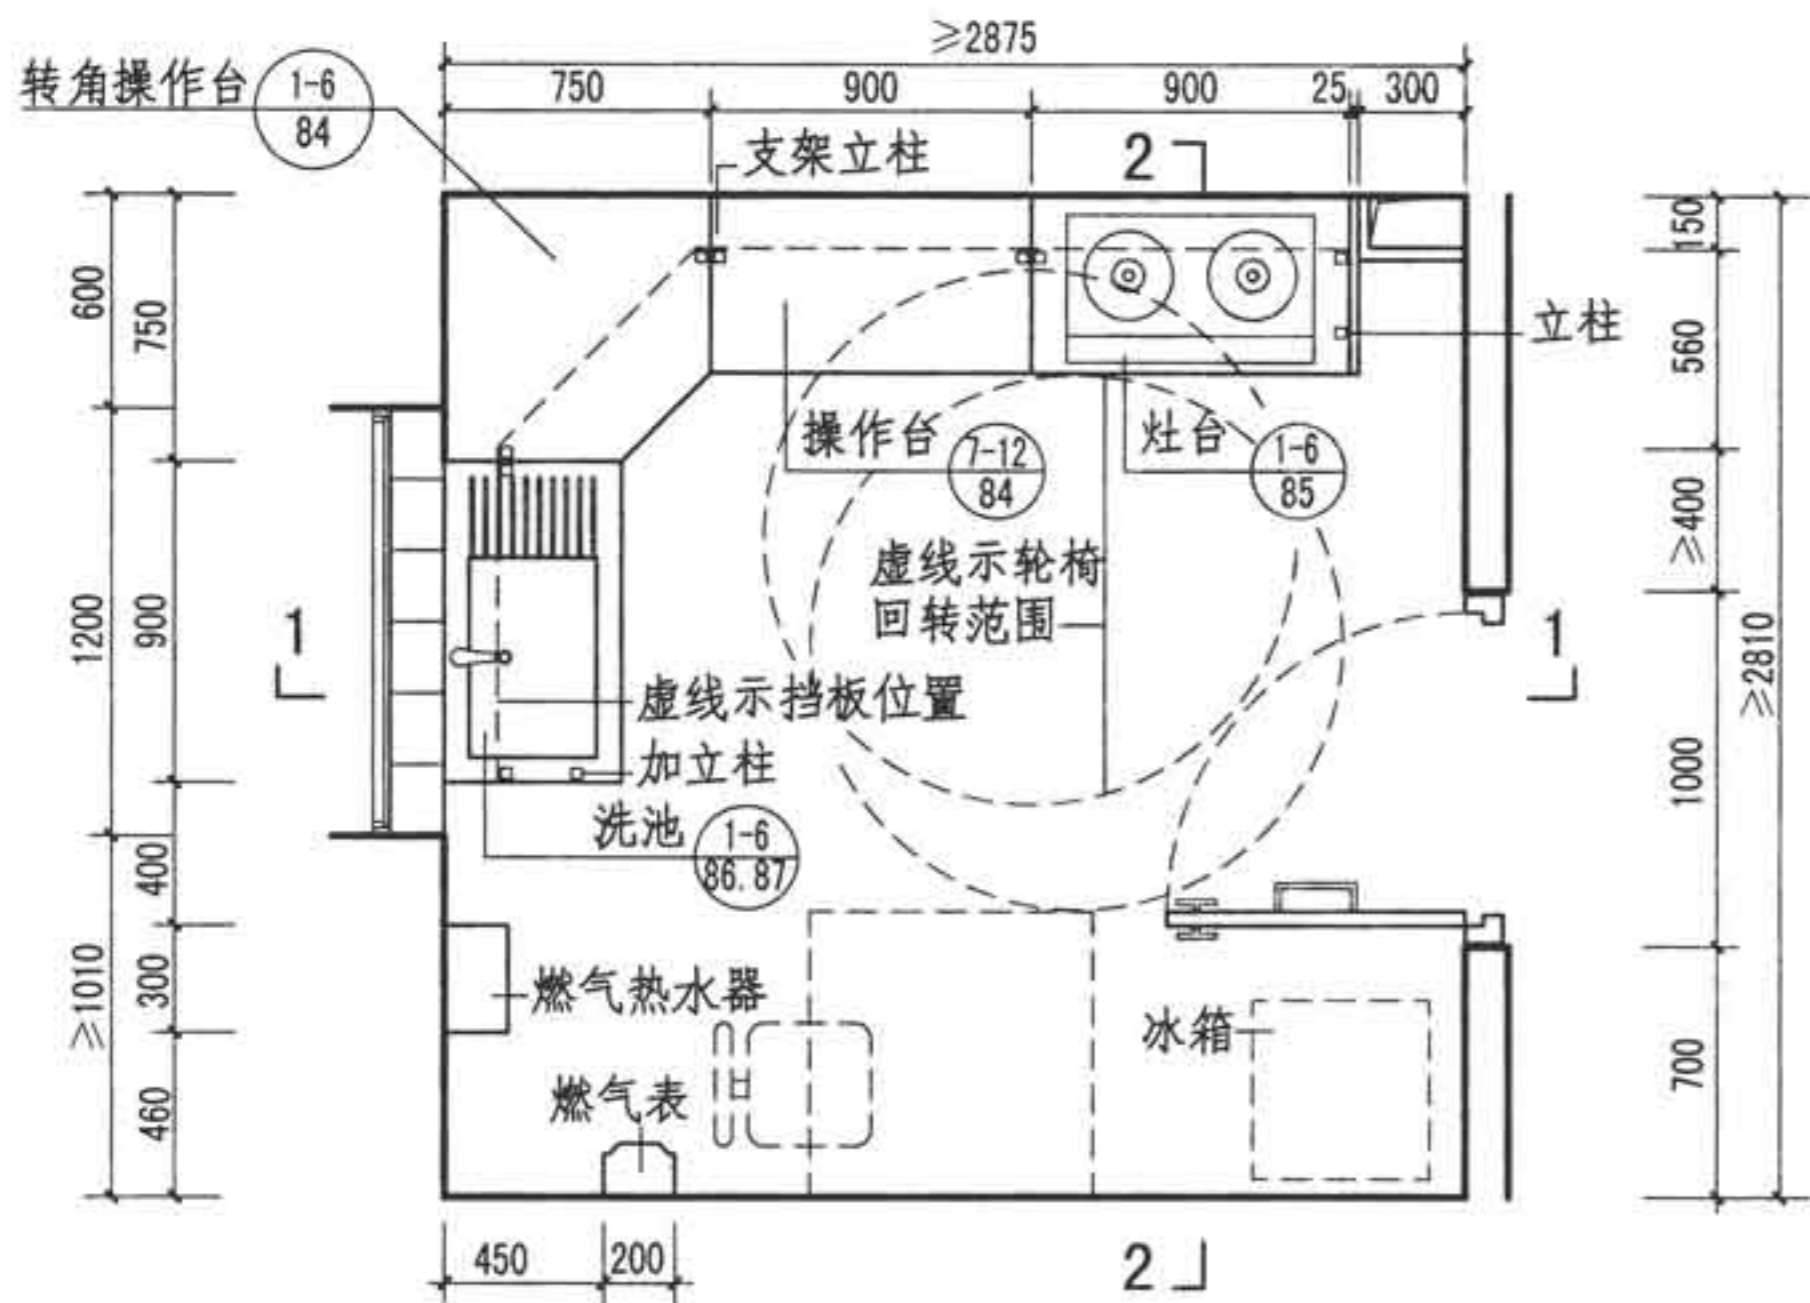 ≥2875
转角操作台
1-6
84
750
900
900
25
300
支架立柱
2
600
750
150
560
立柱
操作台
7-12
84
灶台
1-6
85
≥400
虚线示轮椅
回转范围
1
1200
900
1
≥2810
虚线示挡板位置
加立柱
洗池
1-6
86.87
1000
400
≥1010
300
燃气热水器
冰箱
700
460
燃气表
450
200
2